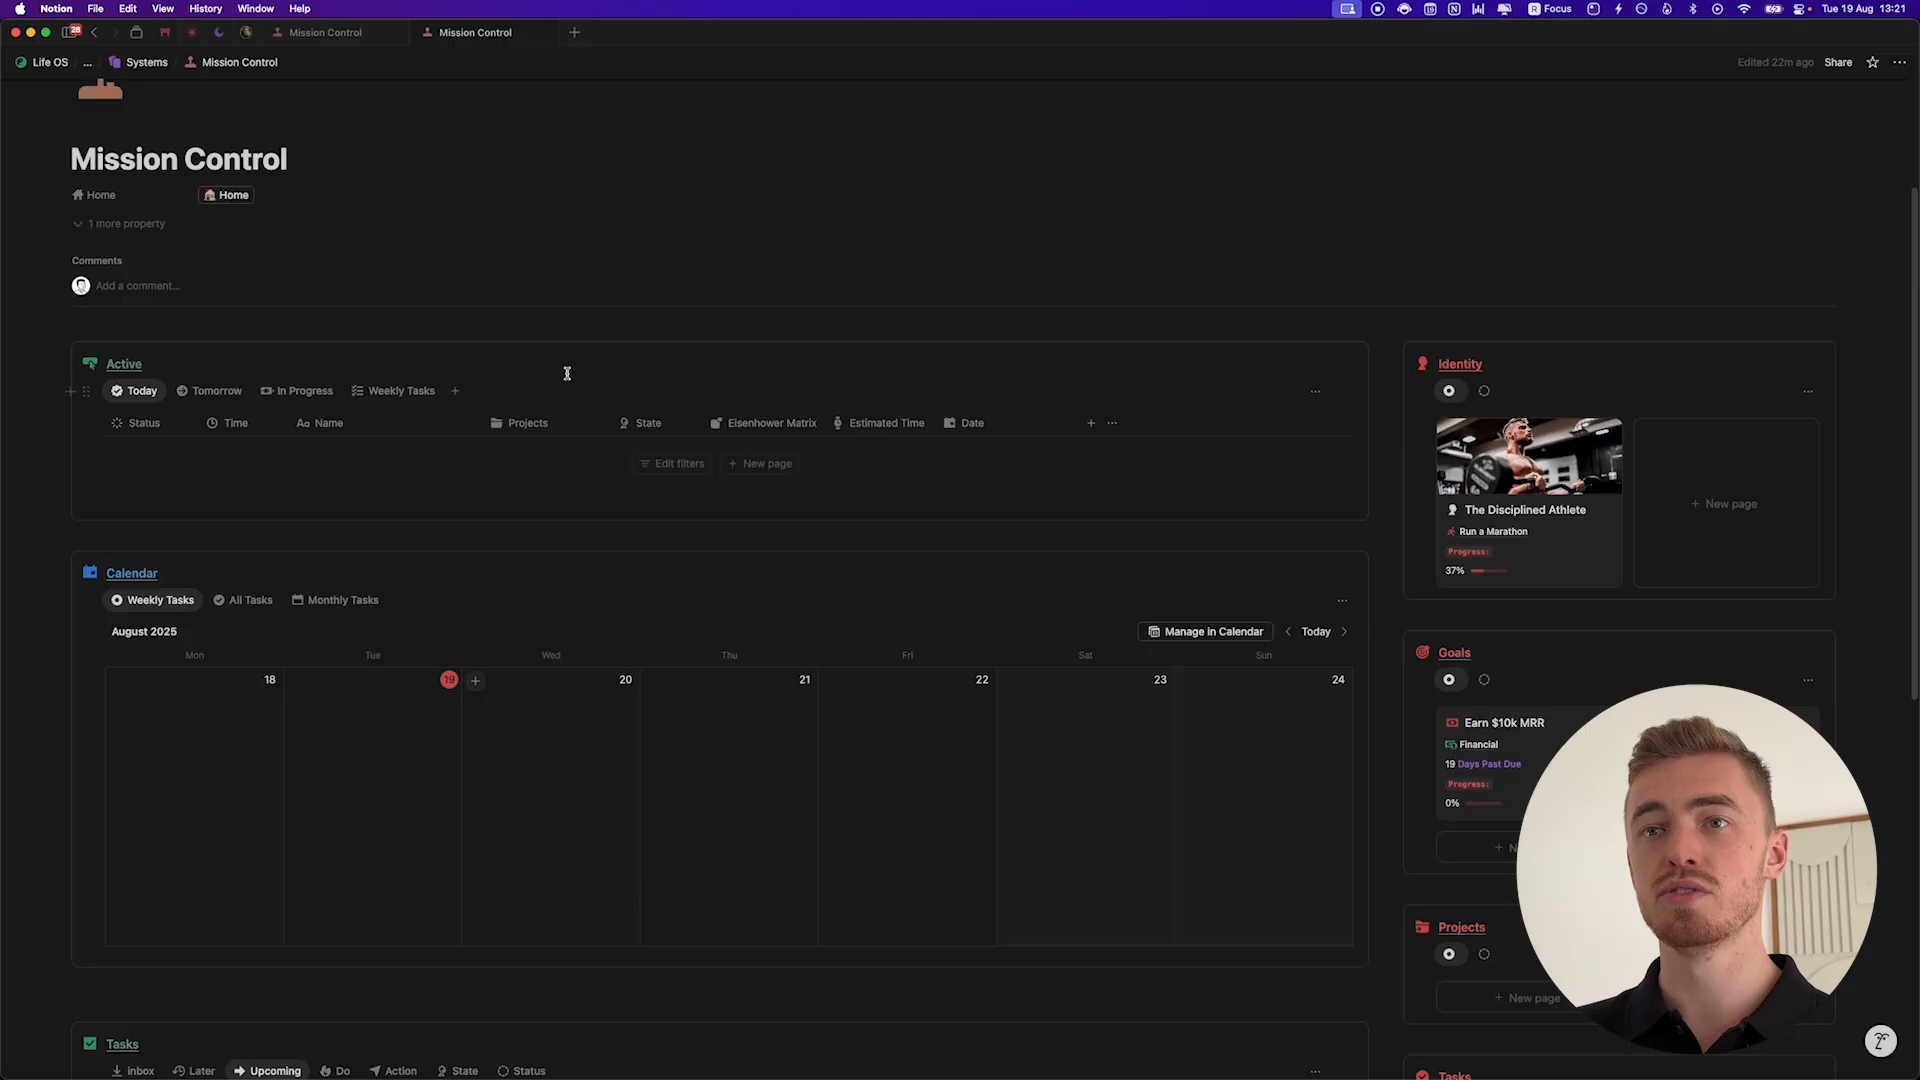 Notion File Edit View History Window Help
Focus Tue 19 Aug 13:21
28
Mission Control
Mission Control
Life OS ... Systems Mission Control
Edited 22m ago Share
Mission Control
Home Home
1 more property
Comments
Add a comment...
Active
Today Tomorrow In Progress Weekly Tasks
Status Time Aa Name Projects State Eisenhower Matrix Estimated Time Date
Edit filters + New page
Calendar
Weekly Tasks All Tasks Monthly Tasks
August 2025
Manage in Calendar Today
Mon Tue Wed Thu Fri Sat Sun
18 19 20 21 22 23 24
Tasks
Inbox Later Upcoming Do Action State Status
Identity
The Disciplined Athlete
Run a Marathon
Progress:
37%
+ New page
Goals
Earn $10k MRR
Financial
19 Days Past Due
Progress:
0%
Projects
+ New page
Tasks